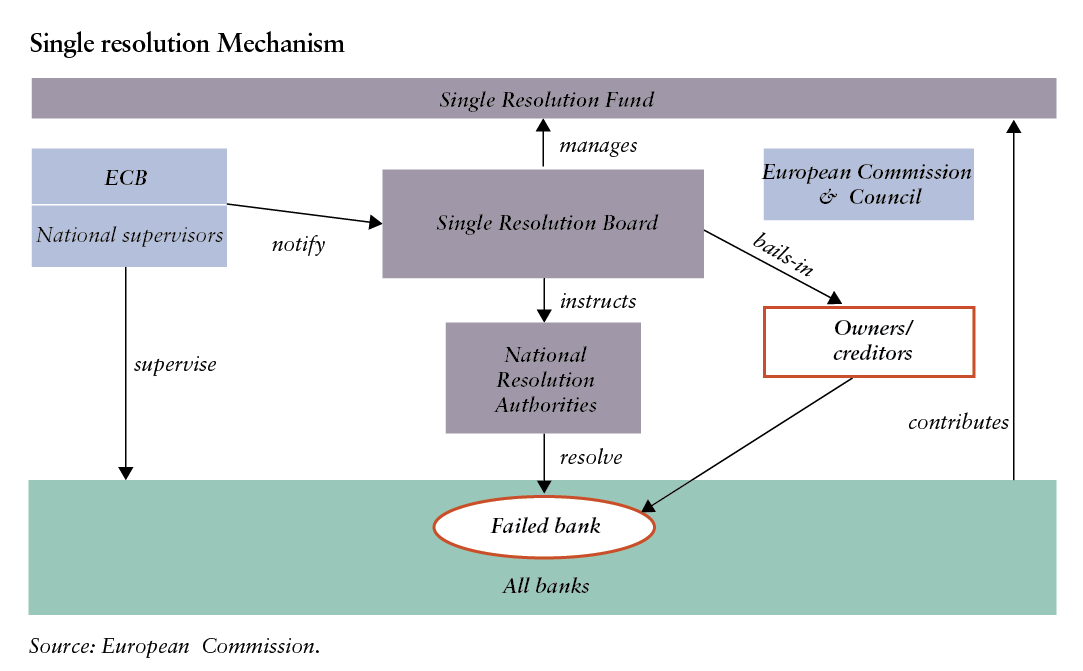 Single resolution Mechanism
Single Resolution Fund
manages
ECB
National supervisors
notify
Single Resolution Board
European Commission
& Council
bails-in
instructs
Owners/
creditors
National
Resolution
Authorities
supervise
contributes
resolve
Failed bank
All banks
Source: European Commission.